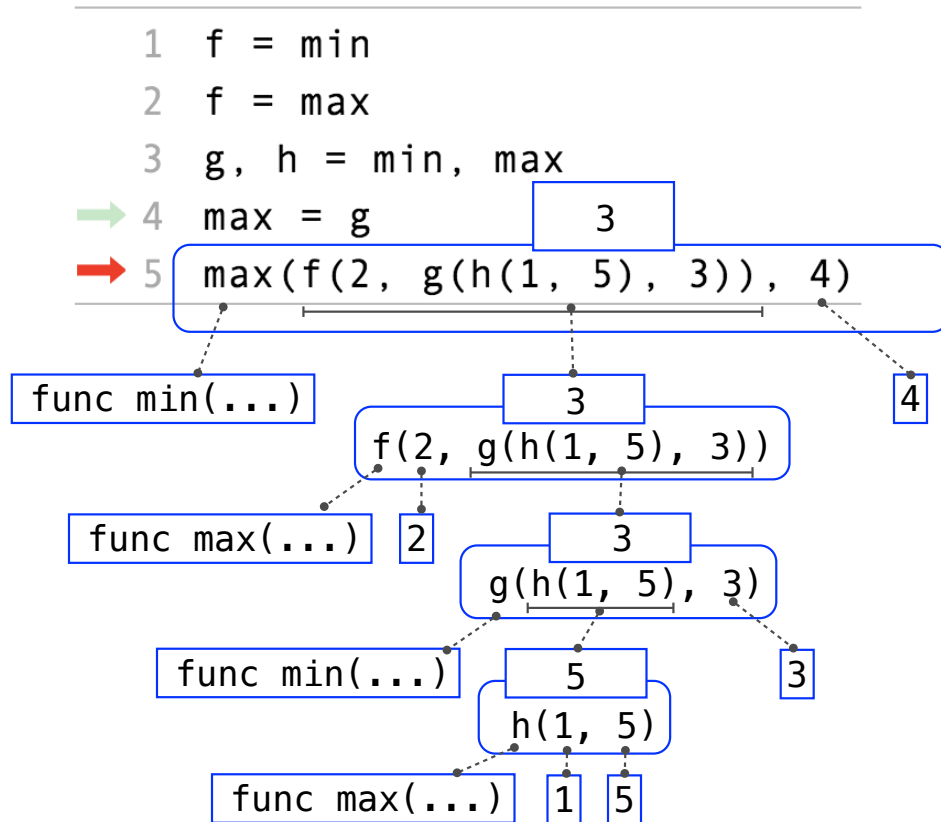 1 f = min
2 f = max
3 g, h = min, max
4 max = g
3
5 max(f(2, g(h(1, 5), 3)), 4)
func min(...)
3
4
f(2, g(h(1, 5), 3))
func max(...)
2
3
g(h(1, 5), 3)
func min(...)
5
3
h(1, 5)
func max(...)
1
5